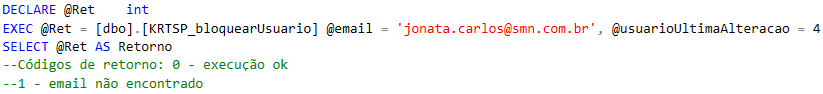 DECLARE @Ret    int
EXEC @Ret = [dbo].[KRTSP_bloquearUsuario] @email = 'jonata.carlos@smn.com.br', @usuarioUltimaAlteracao = 4
SELECT @Ret AS Retorno
--Códigos de retorno: 0 - execução ok
--1 - email não encontrado